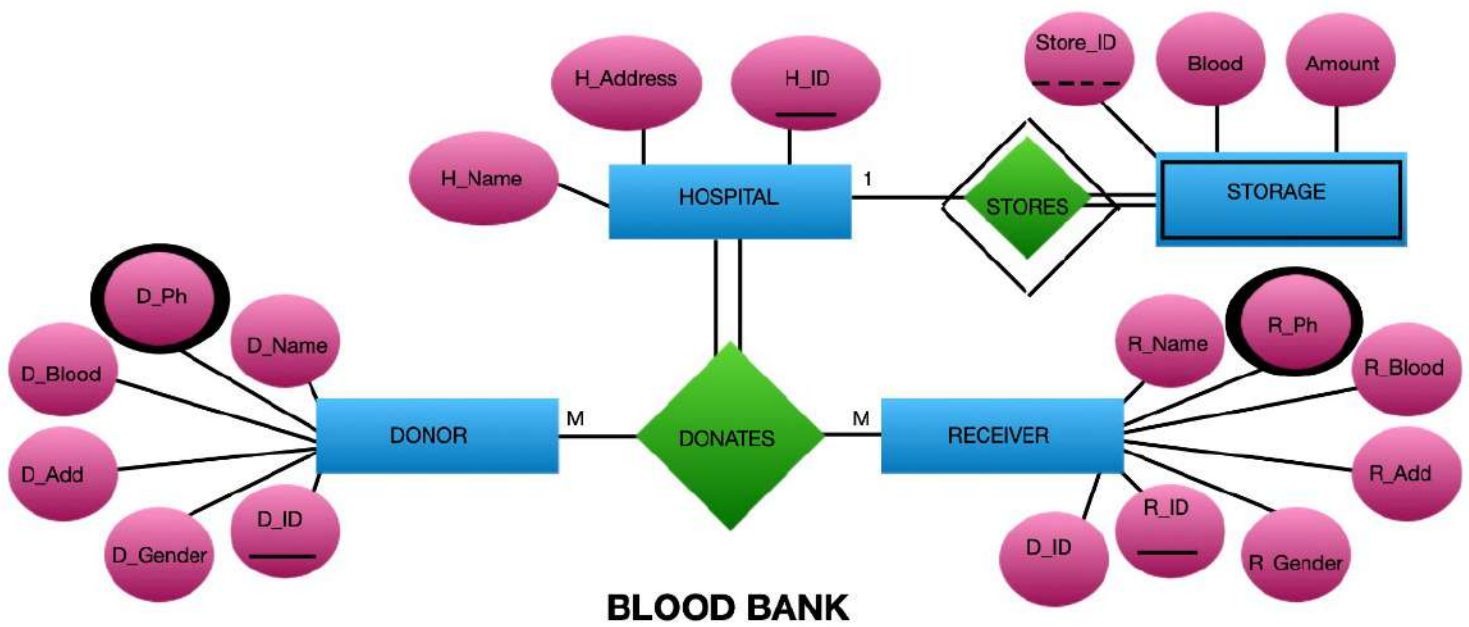 Store_ID
Blood
Amount
H_Address
H_ID
H_Name
HOSPITAL
1
STORES
STORAGE
D_Ph
D_Name
D_Blood
D_Add
D_Gender
D_ID
DONOR
M
DONATES
M
RECEIVER
R_Name
R_Ph
R_Blood
R_Add
R_Gender
R_ID
D_ID
BLOOD BANK